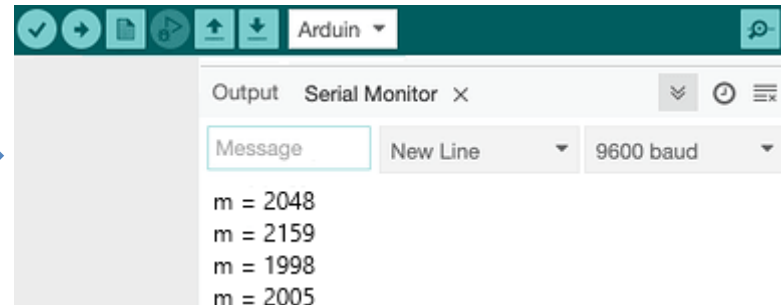 Arduin
Output Serial Monitor
Message New Line 9600 baud
m = 2048
m = 2159
m = 1998
m = 2005